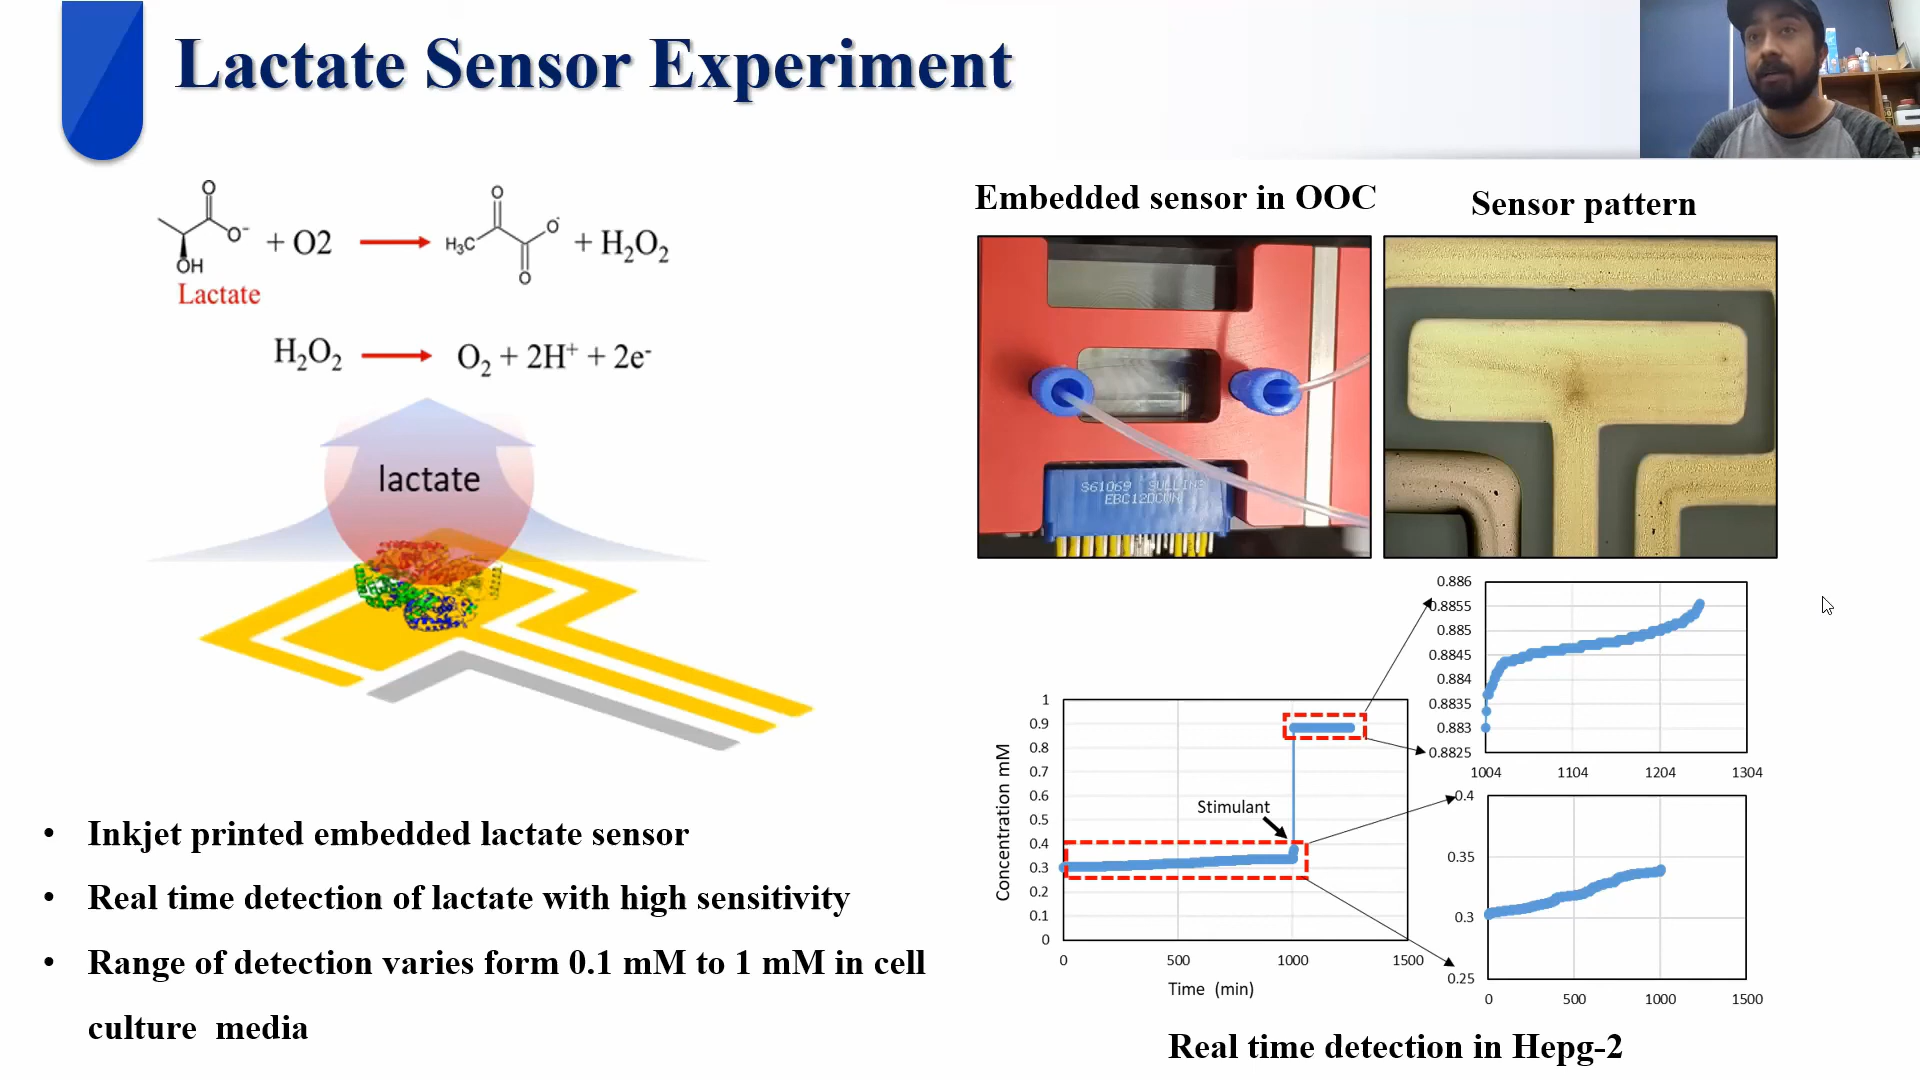 Lactate Sensor Experiment
O
O⁻
OH
+ O2
Lactate
O
H₃C
O⁻
O
+ H₂O₂
H₂O₂
O₂ + 2H⁺ + 2e⁻
lactate
• Inkjet printed embedded lactate sensor
• Real time detection of lactate with high sensitivity
• Range of detection varies form 0.1 mM to 1 mM in cell
culture media
Embedded sensor in OOC
Sensor pattern
S61069 SULLINS
EBC12DCWN
Concentration mM
1
0.9
0.8
0.7
0.6
0.5
0.4
0.3
0.2
0.1
0
0 500 1000 1500
Time (min)
Stimulant
0.886
0.8855
0.885
0.8845
0.884
0.8835
0.883
0.8825
1004 1104 1204 1304
0.4
0.35
0.3
0.25
0 500 1000 1500
Real time detection in Hepg-2